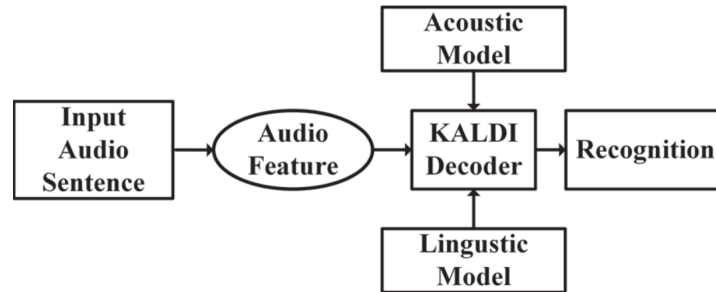 Acoustic
Model
Input
Audio
Sentence
Audio
Feature
KALDI
Decoder
Recognition
Lingustic
Model